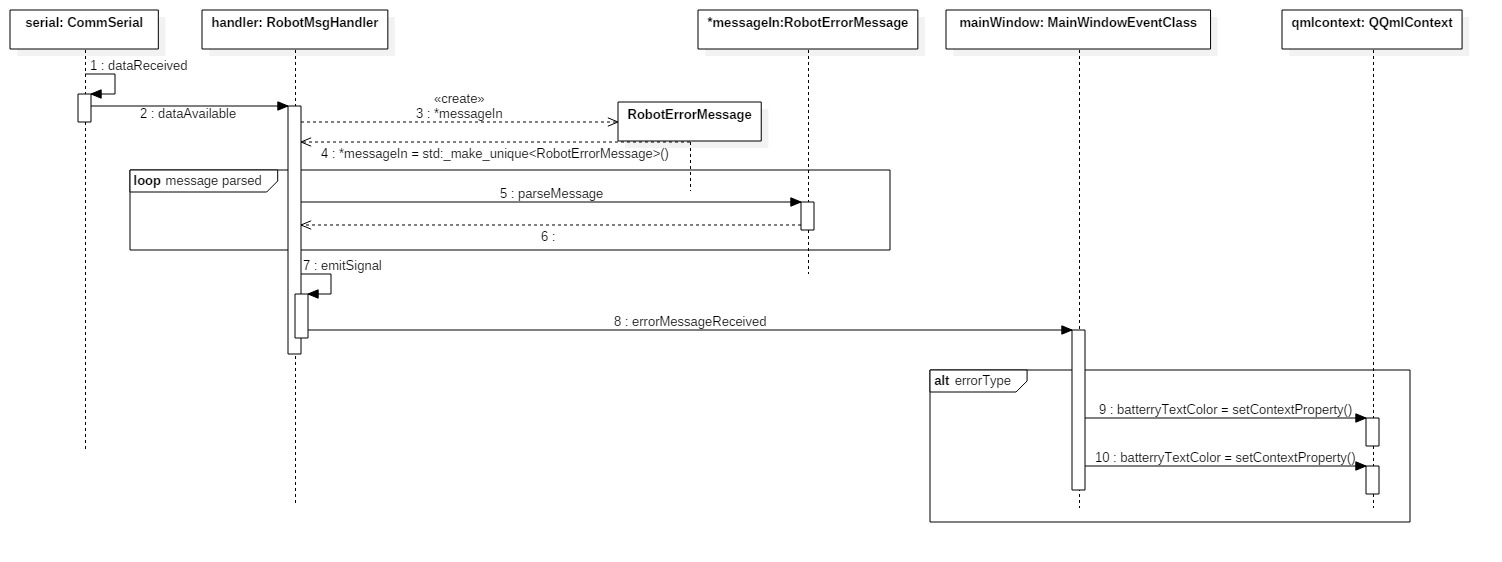 serial: CommSerial
handler: RobotMsgHandler
*messageIn:RobotErrorMessage
mainWindow: MainWindowEventClass
qmlcontext: QQmlContext
1 : dataReceived
2 : dataAvailable
«create»
3 : *messageIn
RobotErrorMessage
4 : *messageIn = std:_make_unique<RobotErrorMessage>()
loop message parsed
5 : parseMessage
6 :
7 : emitSignal
8 : errorMessageReceived
alt errorType
9 : batterryTextColor = setContextProperty()
10 : batterryTextColor = setContextProperty()